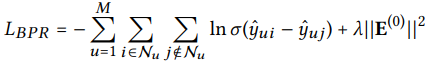 $L_{BPR} = -\sum_{u=1}^{M} \sum_{i \in \mathcal{N}_u} \sum_{j \notin \mathcal{N}_u} \ln \sigma(\hat{y}_{ui} - \hat{y}_{uj}) + \lambda ||\mathbf{E}^{(0)}||^2$